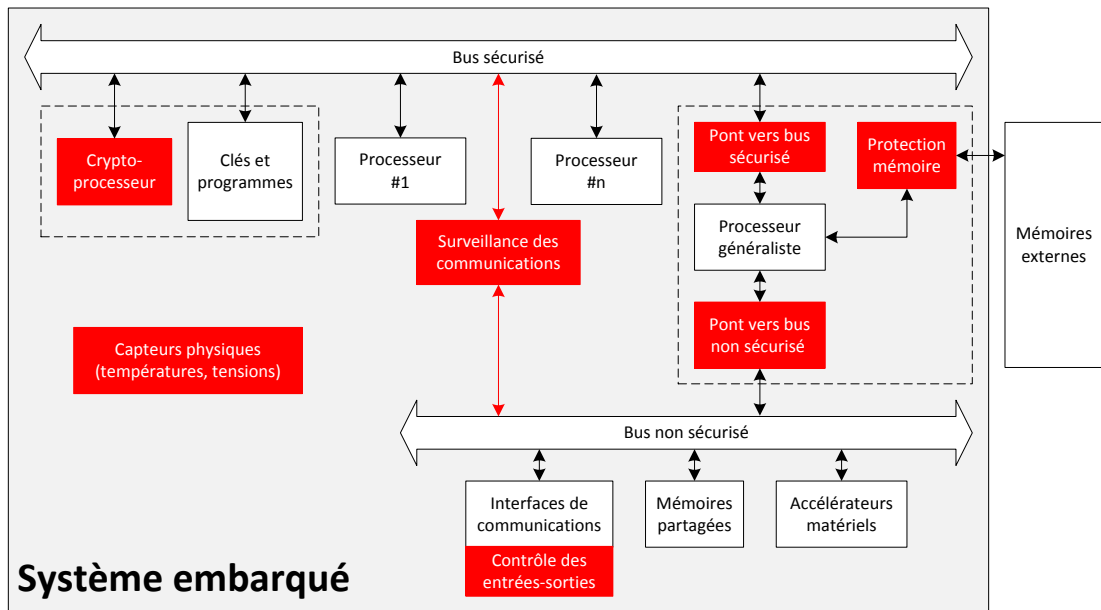 Bus sécurisé
Crypto-
processeur
Clés et
programmes
Processeur
#1
Processeur
#n
Pont vers bus
sécurisé
Protection
mémoire
Surveillance des
communications
Processeur
généraliste
Mémoires
externes
Capteurs physiques
(températures, tensions)
Pont vers bus
non sécurisé
Bus non sécurisé
Interfaces de
communications
Mémoires
partagées
Accélérateurs
matériels
Contrôle des
entrées-sorties
Système embarqué